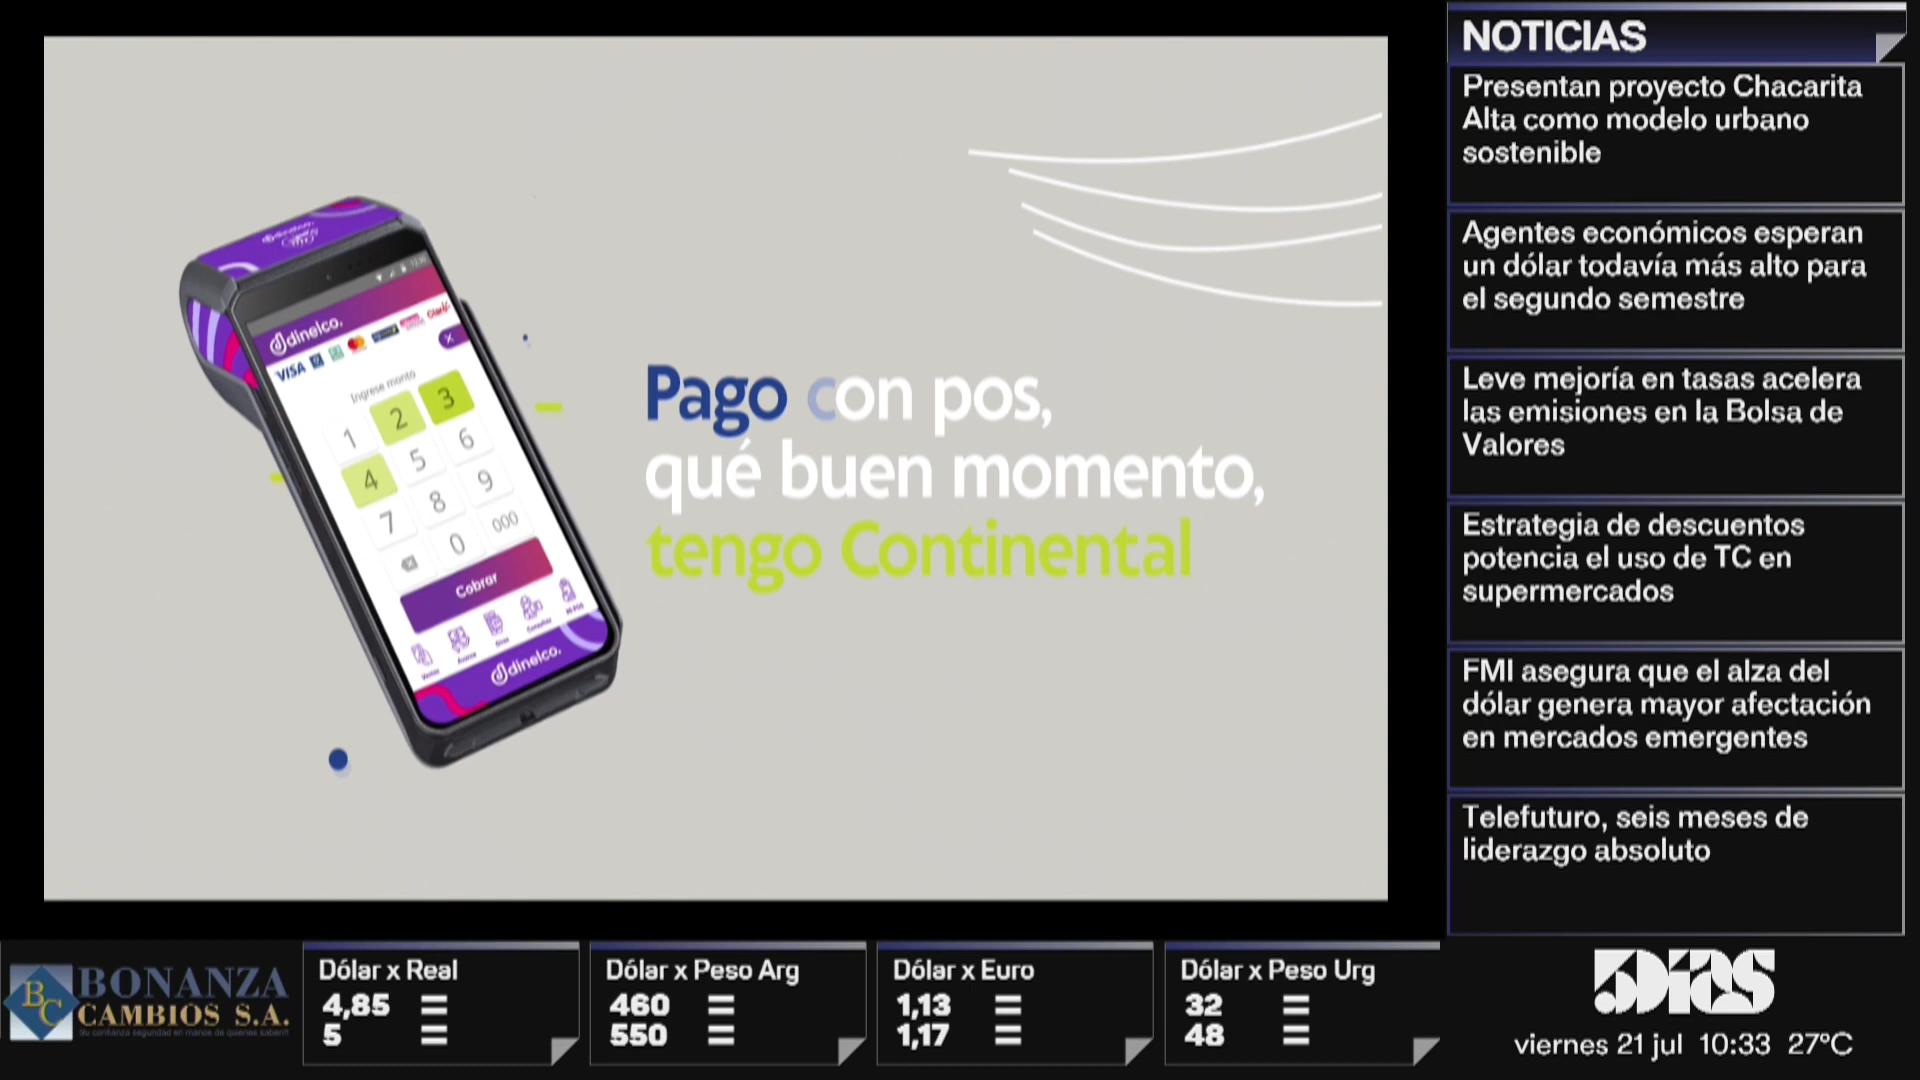 dinelco.
VISA
Ingrese monto
1
2
3
4
5
6
7
8
9
0
000
Cobrar
dinelco.
Pago con pos,
qué buen momento,
tengo Continental
NOTICIAS
Presentan proyecto Chacarita
Alta como modelo urbano
sostenible
Agentes económicos esperan
un dólar todavía más alto para
el segundo semestre
Leve mejoría en tasas acelera
las emisiones en la Bolsa de
Valores
Estrategia de descuentos
potencia el uso de TC en
supermercados
FMI asegura que el alza del
dólar genera mayor afectación
en mercados emergentes
Telefuturo, seis meses de
liderazgo absoluto
BC
BONANZA
CAMBIOS S.A.
Dólar x Real
4,85
5
Dólar x Peso Arg
460
550
Dólar x Euro
1,13
1,17
Dólar x Peso Urg
32
48
5Días
viernes 21 jul 10:33 27°C